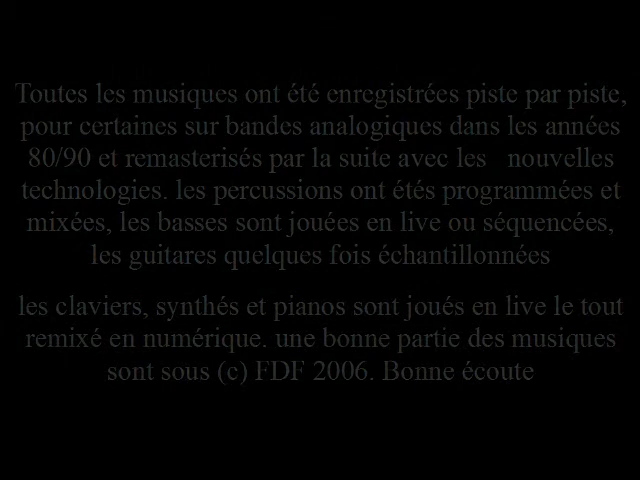 Toutes les musiques ont été enregistrées piste par piste,
pour certaines sur bandes analogiques dans les années
80/90 et remasterisés par la suite avec les nouvelles
technologies. les percussions ont étés programmées et
mixées, les basses sont jouées en live ou séquencées,
les guitares quelques fois échantillonnées
les claviers, synthés et pianos sont joués en live le tout
remixé en numérique. une bonne partie des musiques
sont sous (c) FDF 2006. Bonne écoute